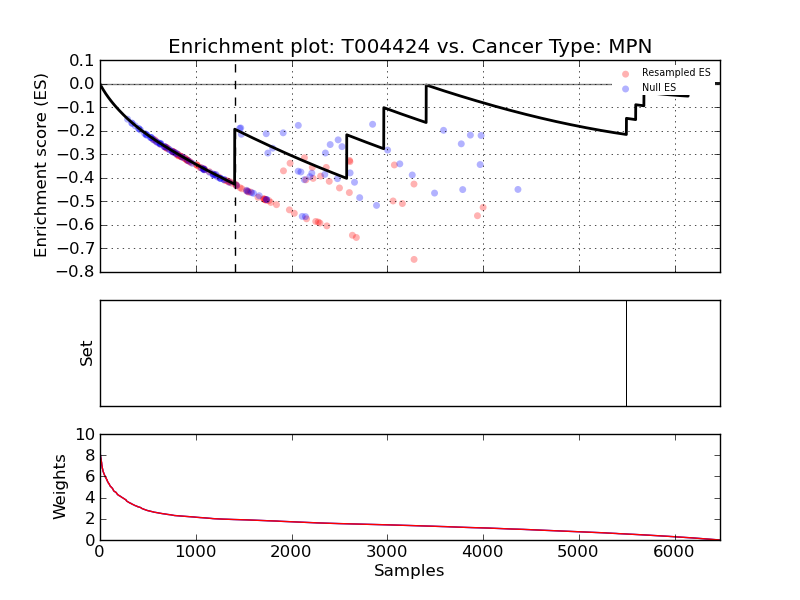 Enrichment plot: T004424 vs. Cancer Type: MPN
Enrichment score (ES)
0.1
0.0
−0.1
−0.2
−0.3
−0.4
−0.5
−0.6
−0.7
−0.8
Resampled ES
Null ES
Set
Weights
10
8
6
4
2
0
0 1000 2000 3000 4000 5000 6000
Samples